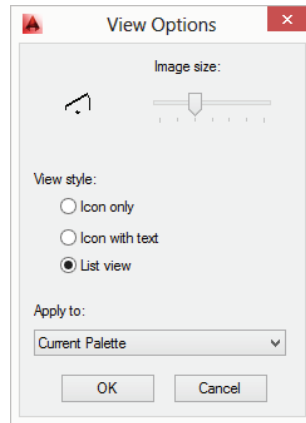 View Options
Image size:
View style:
Icon only
Icon with text
List view
Apply to:
Current Palette
OK
Cancel